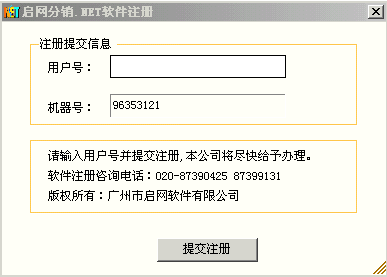 启网分销.NET软件注册
注册提交信息
用户号：
机器号： 96353121
请输入用户号并提交注册,本公司将尽快给予办理。
软件注册咨询电话：020-87390425 87399131
版权所有：广州市启网软件有限公司
提交注册